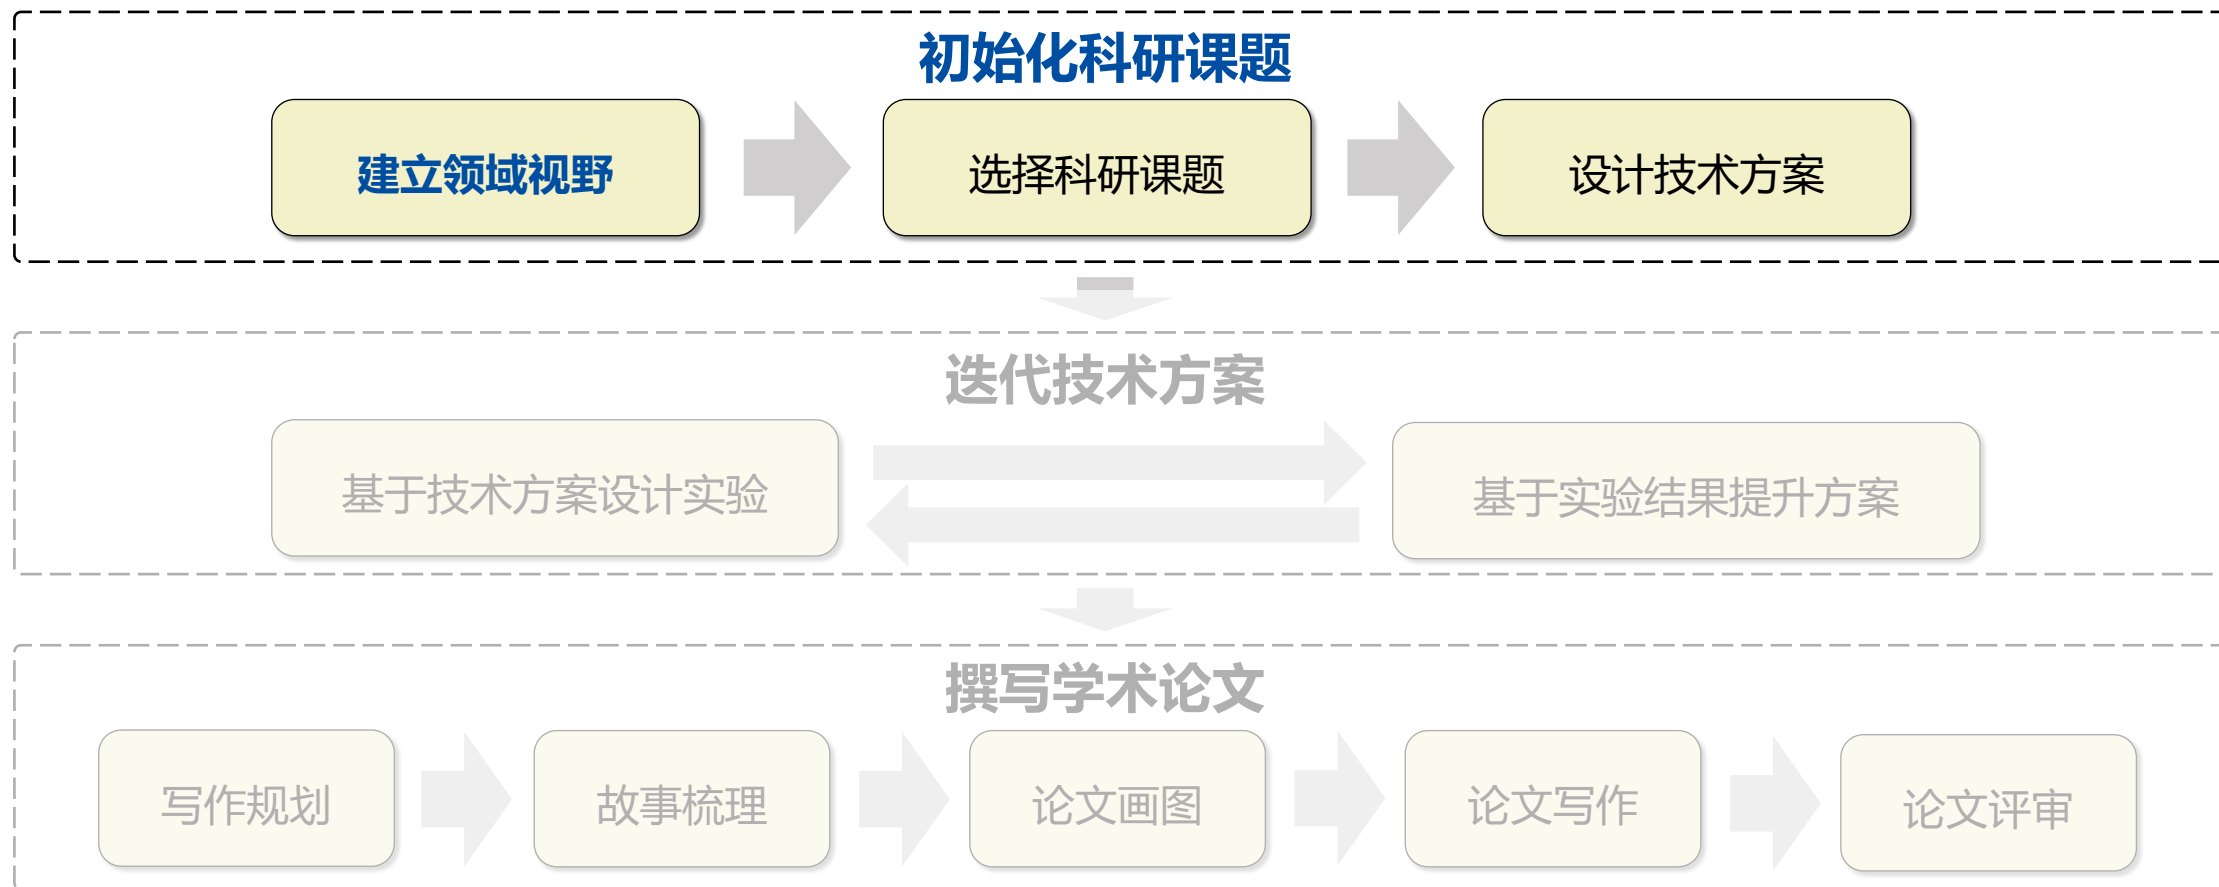 初始化科研课题
建立领域视野
选择科研课题
设计技术方案
迭代技术方案
基于技术方案设计实验
基于实验结果提升方案
撰写学术论文
写作规划
故事梳理
论文画图
论文写作
论文评审